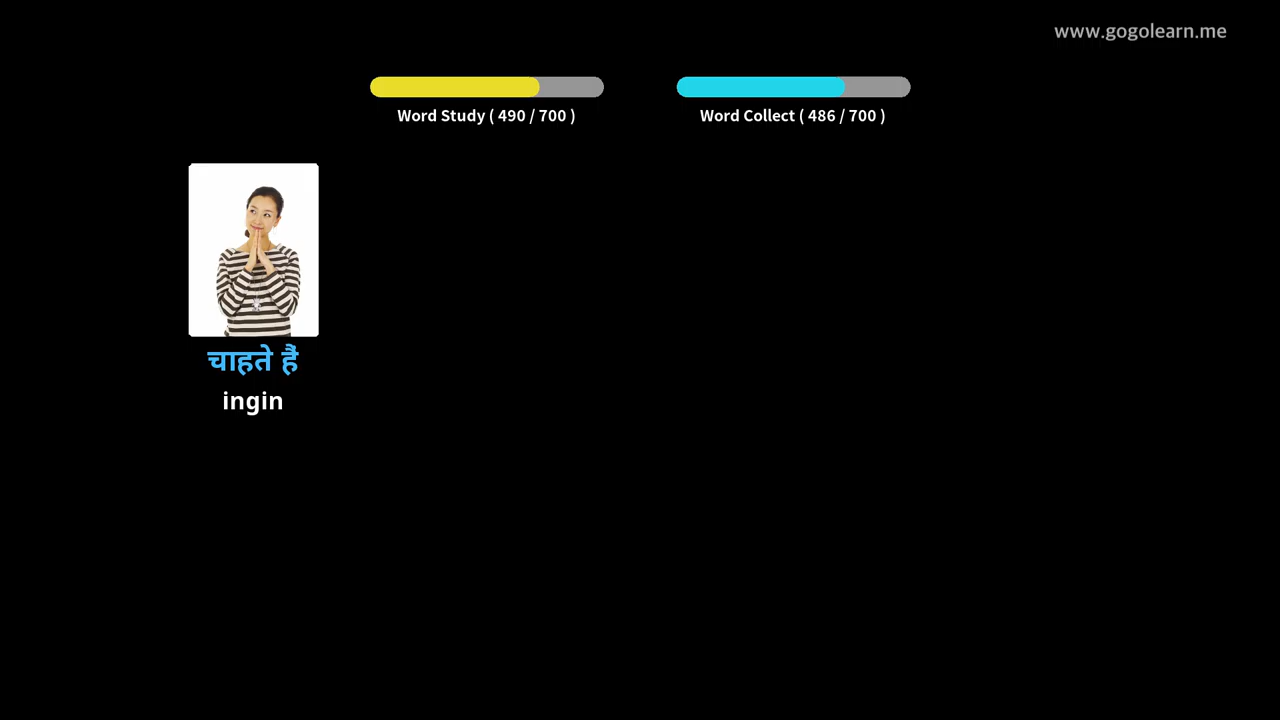 www.gogolearn.me
Word Study ( 490 / 700 )
Word Collect ( 486 / 700 )
चाहते हैं
ingin